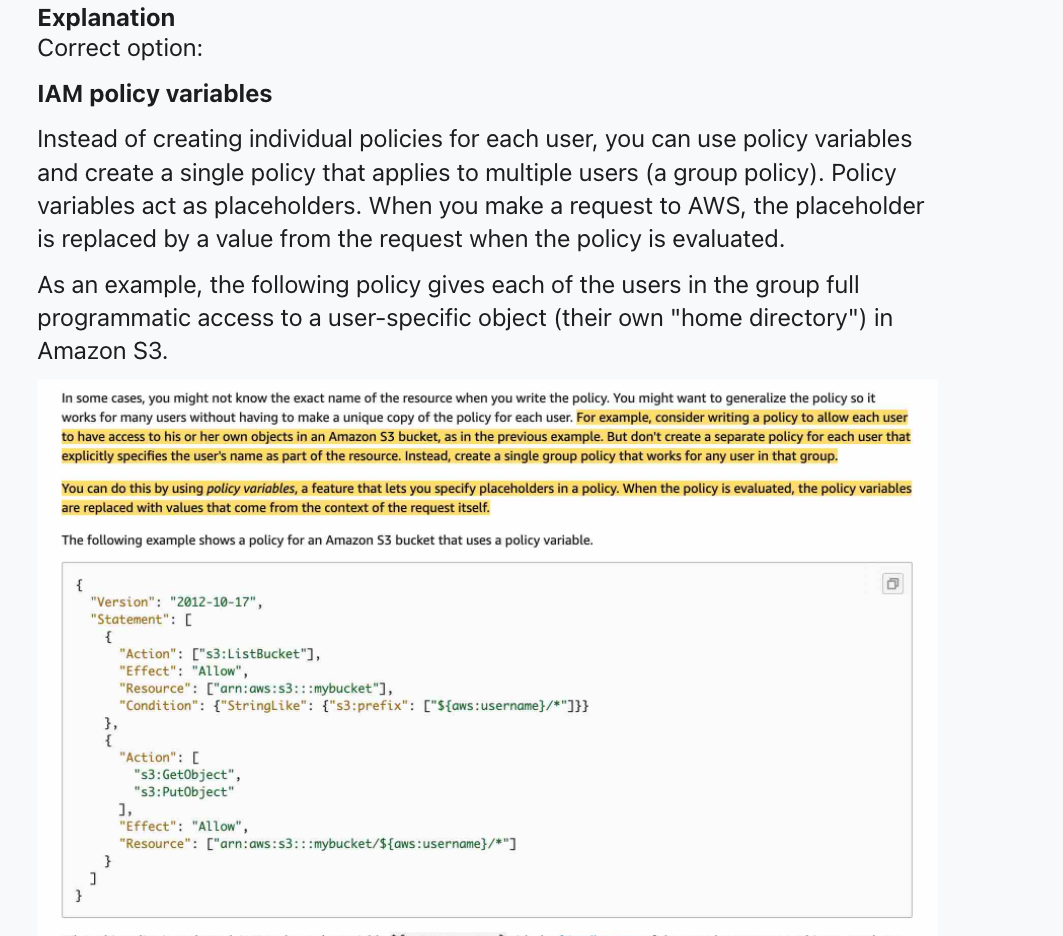 Explanation
Correct option:
IAM policy variables
Instead of creating individual policies for each user, you can use policy variables
and create a single policy that applies to multiple users (a group policy). Policy
variables act as placeholders. When you make a request to AWS, the placeholder
is replaced by a value from the request when the policy is evaluated.
As an example, the following policy gives each of the users in the group full
programmatic access to a user-specific object (their own "home directory") in
Amazon S3.
In some cases, you might not know the exact name of the resource when you write the policy. You might want to generalize the policy so it
works for many users without having to make a unique copy of the policy for each user. For example, consider writing a policy to allow each user
to have access to his or her own objects in an Amazon S3 bucket, as in the previous example. But don't create a separate policy for each user that
explicitly specifies the user's name as part of the resource. Instead, create a single group policy that works for any user in that group.
You can do this by using policy variables, a feature that lets you specify placeholders in a policy. When the policy is evaluated, the policy variables
are replaced with values that come from the context of the request itself.
The following example shows a policy for an Amazon S3 bucket that uses a policy variable.
{
  "Version": "2012-10-17",
  "Statement": [
    {
      "Action": ["s3:ListBucket"],
      "Effect": "Allow",
      "Resource": ["arn:aws:s3:::mybucket"],
      "Condition": {"StringLike": {"s3:prefix": ["${aws:username}/*"]}}
    },
    {
      "Action": [
        "s3:GetObject",
        "s3:PutObject"
      ],
      "Effect": "Allow",
      "Resource": ["arn:aws:s3:::mybucket/${aws:username}/*"]
    }
  ]
}